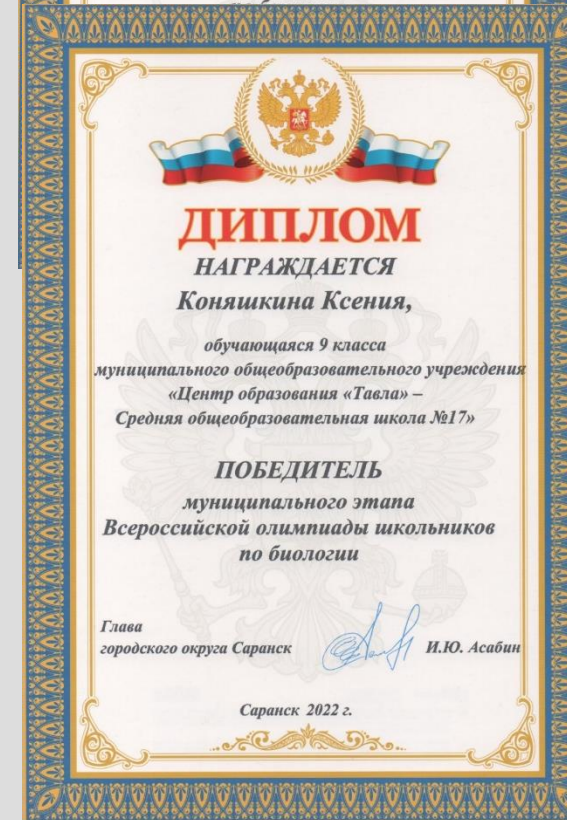 ДИПЛОМ
НАГРАЖДАЕТСЯ
Коняшкина Ксения,
обучающаяся 9 класса
муниципального общеобразовательного учреждения
«Центр образования «Тавла» –
Средняя общеобразовательная школа №17»
ПОБЕДИТЕЛЬ
муниципального этапа
Всероссийской олимпиады школьников
по биологии
Глава
городского округа Саранск И.Ю. Асабин
Саранск 2022 г.